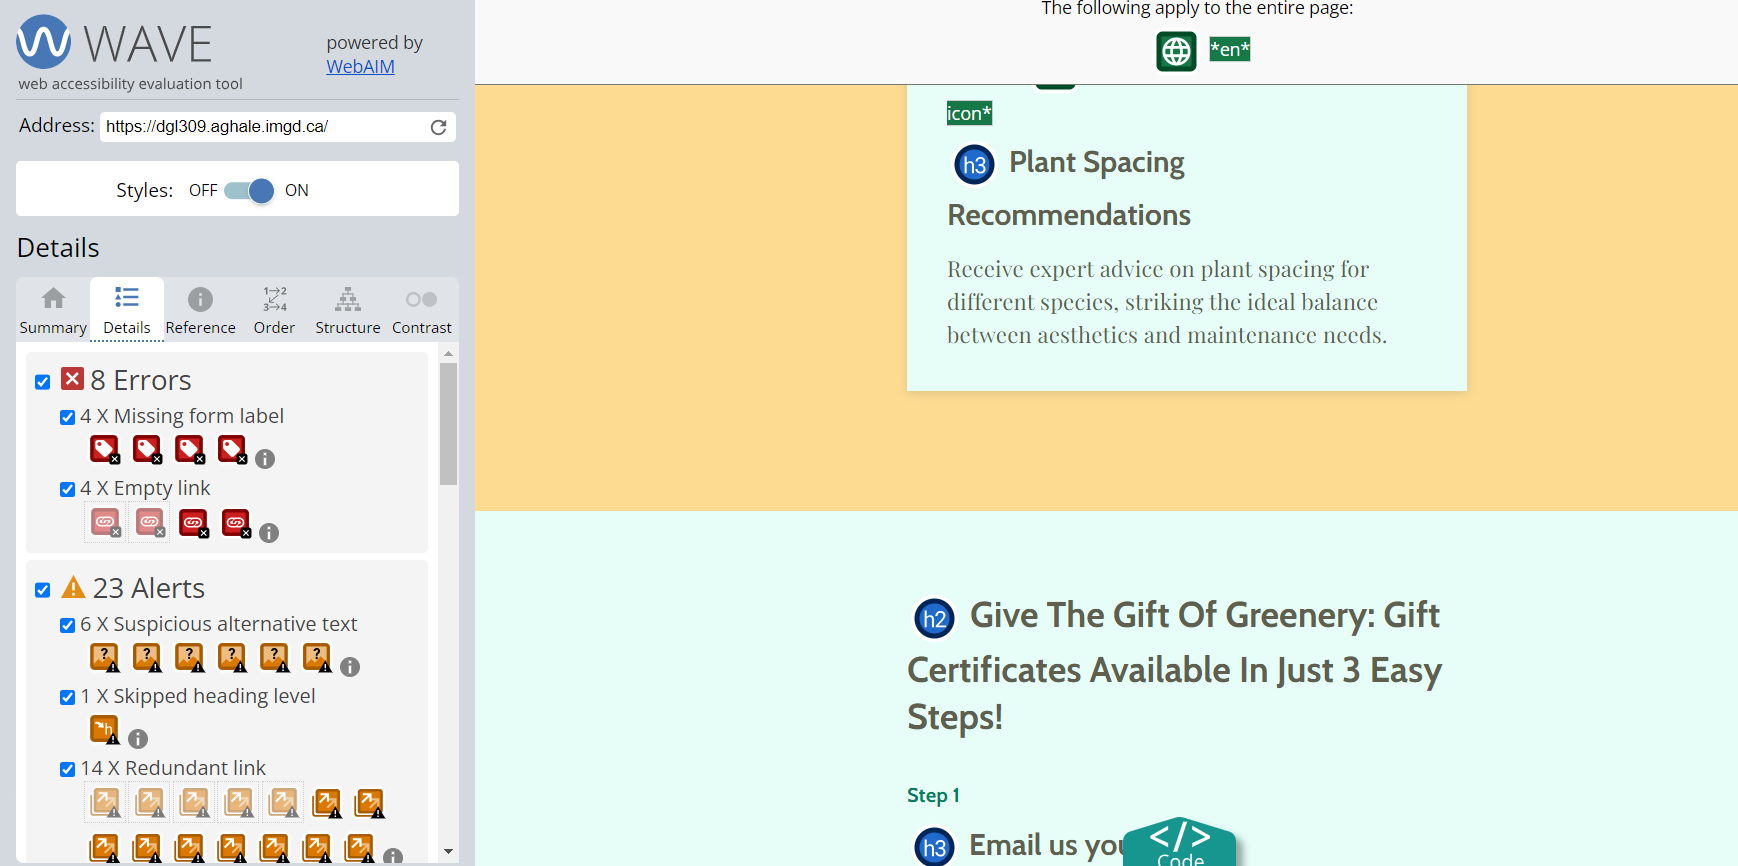 WAVE
web accessibility evaluation tool
powered by
WebAIM
Address: https://dgl309.aghale.imgd.ca/
Styles: OFF ON
Details
Summary Details Reference Order Structure Contrast
8 Errors
4 X Missing form label
4 X Empty link
23 Alerts
6 X Suspicious alternative text
1 X Skipped heading level
14 X Redundant link
The following apply to the entire page:
*en*
icon*
h3 Plant Spacing
Recommendations
Receive expert advice on plant spacing for
different species, striking the ideal balance
between aesthetics and maintenance needs.
h2 Give The Gift Of Greenery: Gift
Certificates Available In Just 3 Easy
Steps!
Step 1
h3 Email us
</> Code